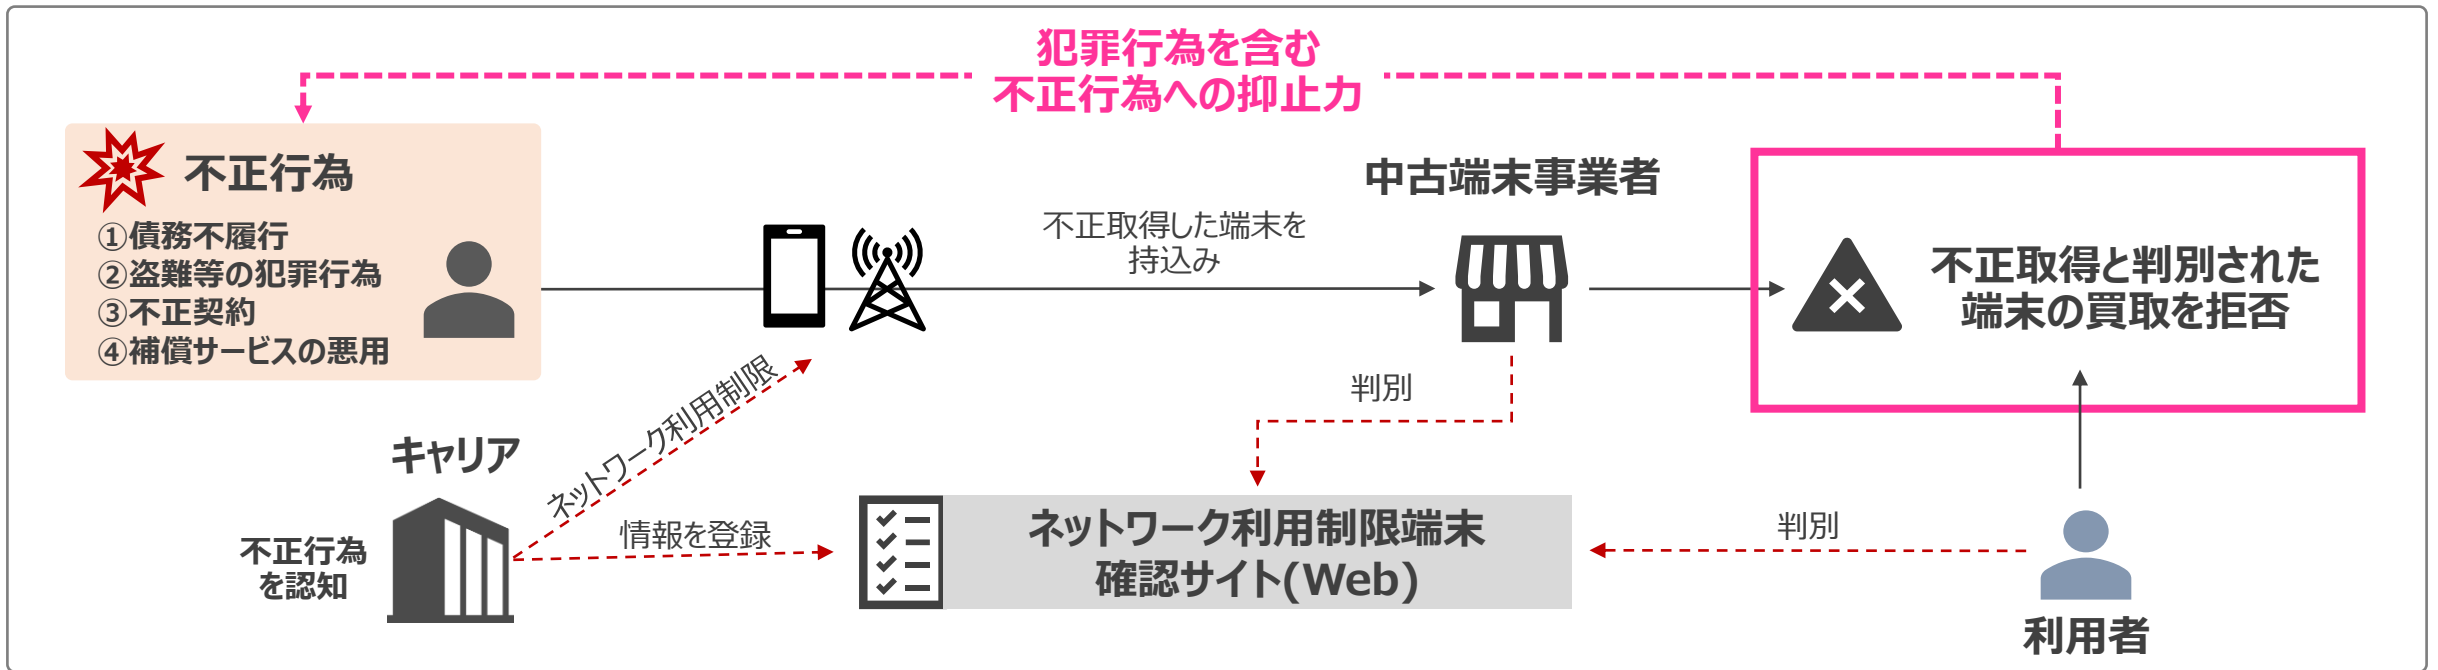 犯罪行為を含む
不正行為への抑止力
不正行為
①債務不履行
②盗難等の犯罪行為
③不正契約
④補償サービスの悪用
不正取得した端末を
持込み
中古端末事業者
不正取得と判別された
端末の買取を拒否
ネットワーク利用制限
判別
キャリア
不正行為
を認知
情報を登録
ネットワーク利用制限端末
確認サイト(Web)
判別
利用者